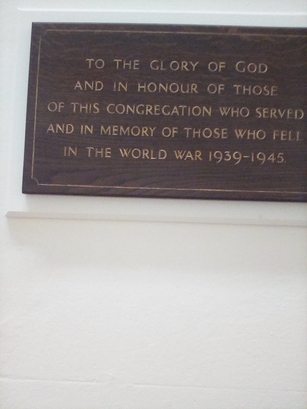 TO THE GLORY OF GOD
AND IN HONOUR OF THOSE
OF THIS CONGREGATION WHO SERVED
AND IN MEMORY OF THOSE WHO FELL
IN THE WORLD WAR 1939-1945.